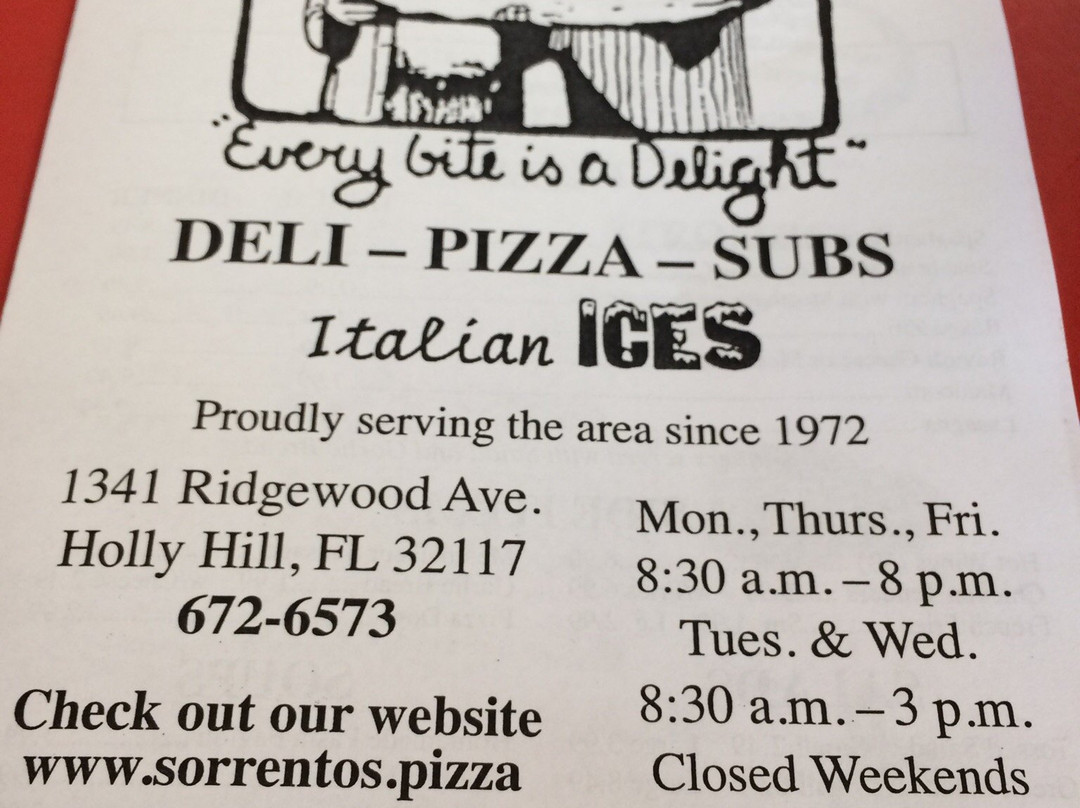 "Every bite is a Delight"
DELI – PIZZA – SUBS
Italian ICES
Proudly serving the area since 1972
1341 Ridgewood Ave.
Holly Hill, FL 32117
672-6573
Check out our website
www.sorrentos.pizza
Mon., Thurs., Fri.
8:30 a.m. – 8 p.m.
Tues. & Wed.
8:30 a.m. – 3 p.m.
Closed Weekends